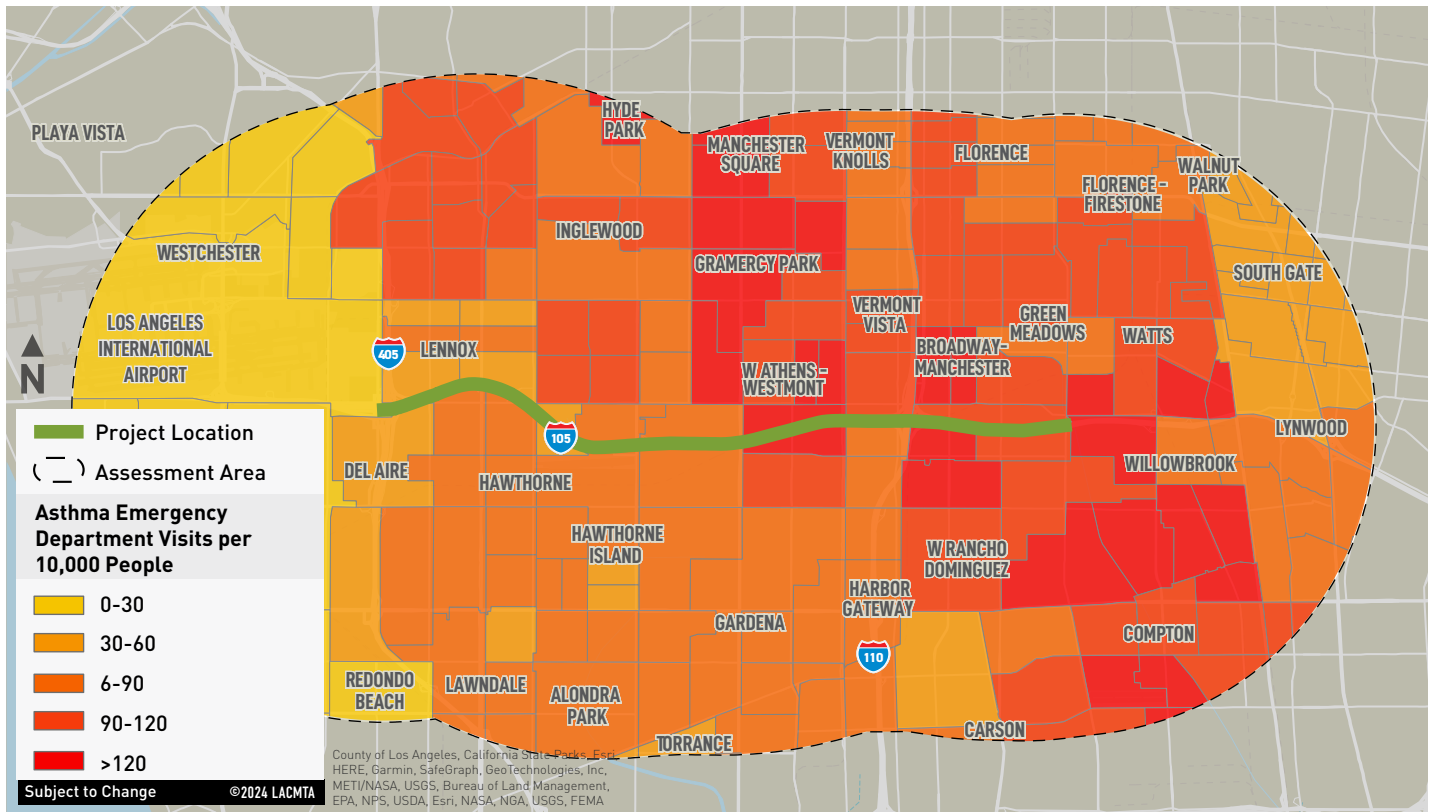 PLAYA VISTA
HYDE
PARK
MANCHESTER
SQUARE
VERMONT
KNOLLS
FLORENCE
WALNUT
PARK
FLORENCE -
FIRESTONE
WESTCHESTER
INGLEWOOD
GRAMERCY PARK
SOUTH GATE
LOS ANGELES
INTERNATIONAL
AIRPORT
405
LENNOX
VERMONT
VISTA
GREEN
MEADOWS
WATTS
BROADWAY-
MANCHESTER
W ATHENS -
WESTMONT
N
105
LYNWOOD
DEL AIRE
HAWTHORNE
WILLOWBROOK
HAWTHORNE
ISLAND
W RANCHO
DOMINGUEZ
HARBOR
GATEWAY
GARDENA
COMPTON
110
REDONDO
BEACH
LAWNDALE
ALONDRA
PARK
CARSON
TORRANCE
Project Location
Assessment Area
Asthma Emergency
Department Visits per
10,000 People
0-30
30-60
6-90
90-120
>120
Subject to Change ©2024 LACMTA
County of Los Angeles, California State Parks, Esri,
HERE, Garmin, SafeGraph, GeoTechnologies, Inc,
METI/NASA, USGS, Bureau of Land Management,
EPA, NPS, USDA, Esri, NASA, NGA, USGS, FEMA